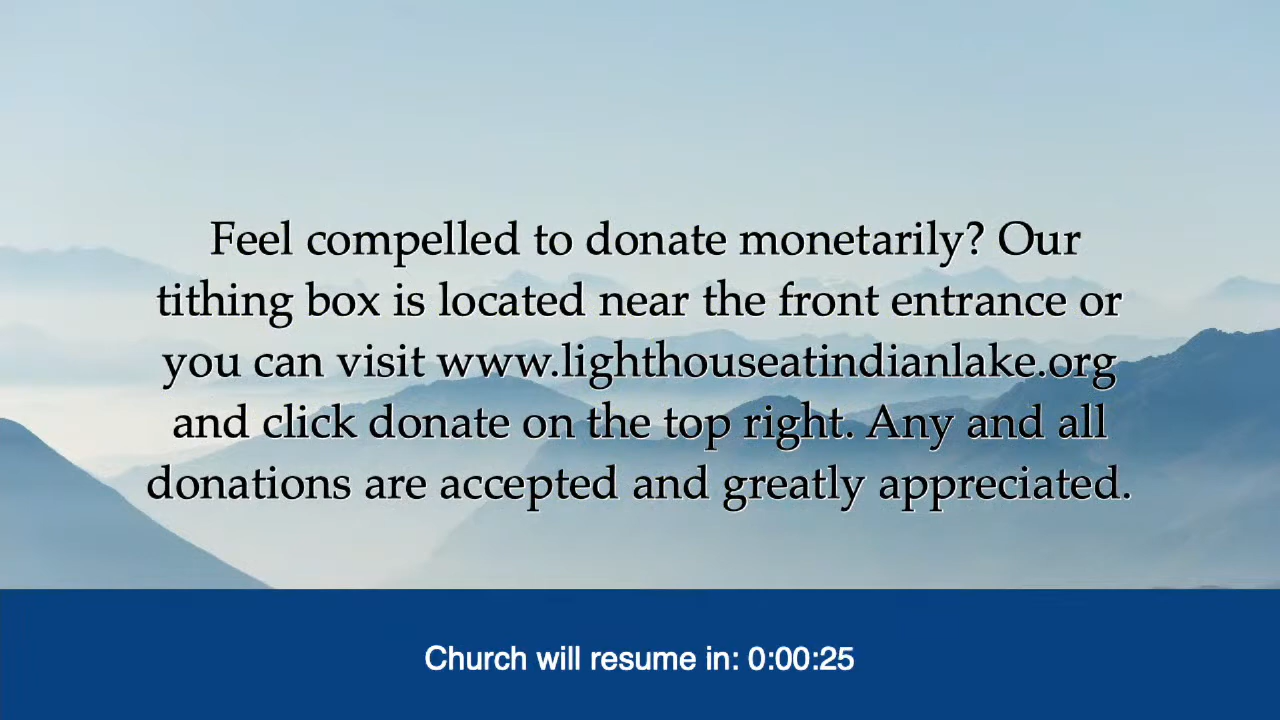 Feel compelled to donate monetarily? Our
tithing box is located near the front entrance or
you can visit www.lighthouseatindianlake.org
and click donate on the top right. Any and all
donations are accepted and greatly appreciated.
Church will resume in: 0:00:25